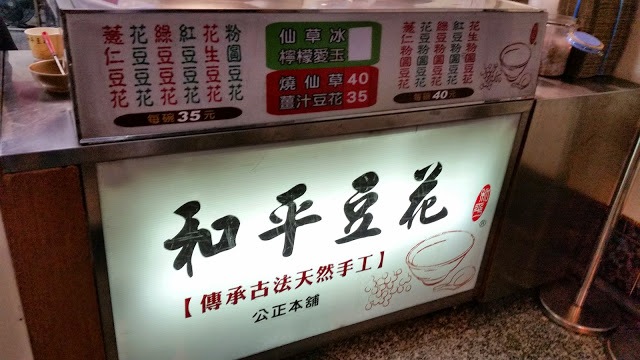 粉圓豆花
花生豆花
紅豆豆花
綠豆豆花
花豆豆花
薏仁豆花
每碗35元
仙草冰
檸檬愛玉
燒仙草40
薑汁豆花35
花生粉圓豆花
紅豆粉圓豆花
綠豆粉圓豆花
花豆粉圓豆花
薏仁粉圓豆花
每碗40元
和平豆花
【傳承古法天然手工】
公正本舖